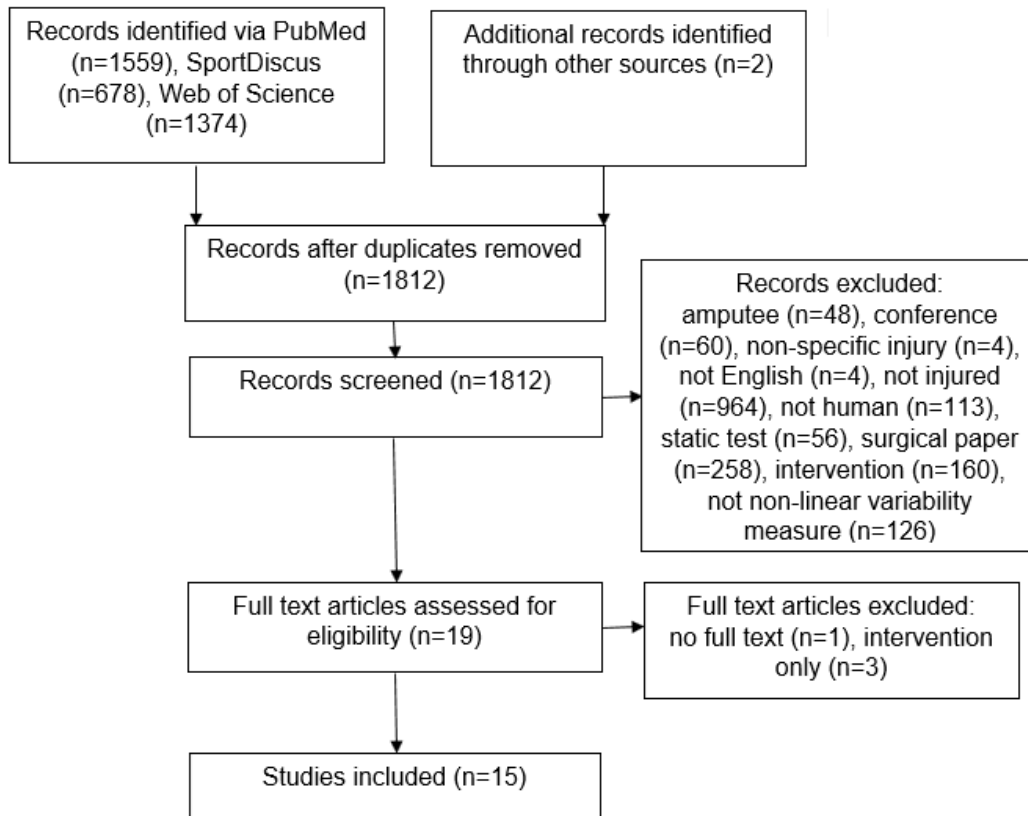 Records identified via PubMed
(n=1559), SportDiscus
(n=678), Web of Science
(n=1374)
Additional records identified
through other sources (n=2)
Records after duplicates removed
(n=1812)
Records screened (n=1812)
Records excluded:
amputee (n=48), conference
(n=60), non-specific injury (n=4),
not English (n=4), not injured
(n=964), not human (n=113),
static test (n=56), surgical paper
(n=258), intervention (n=160),
not non-linear variability
measure (n=126)
Full text articles assessed for
eligibility (n=19)
Full text articles excluded:
no full text (n=1), intervention
only (n=3)
Studies included (n=15)